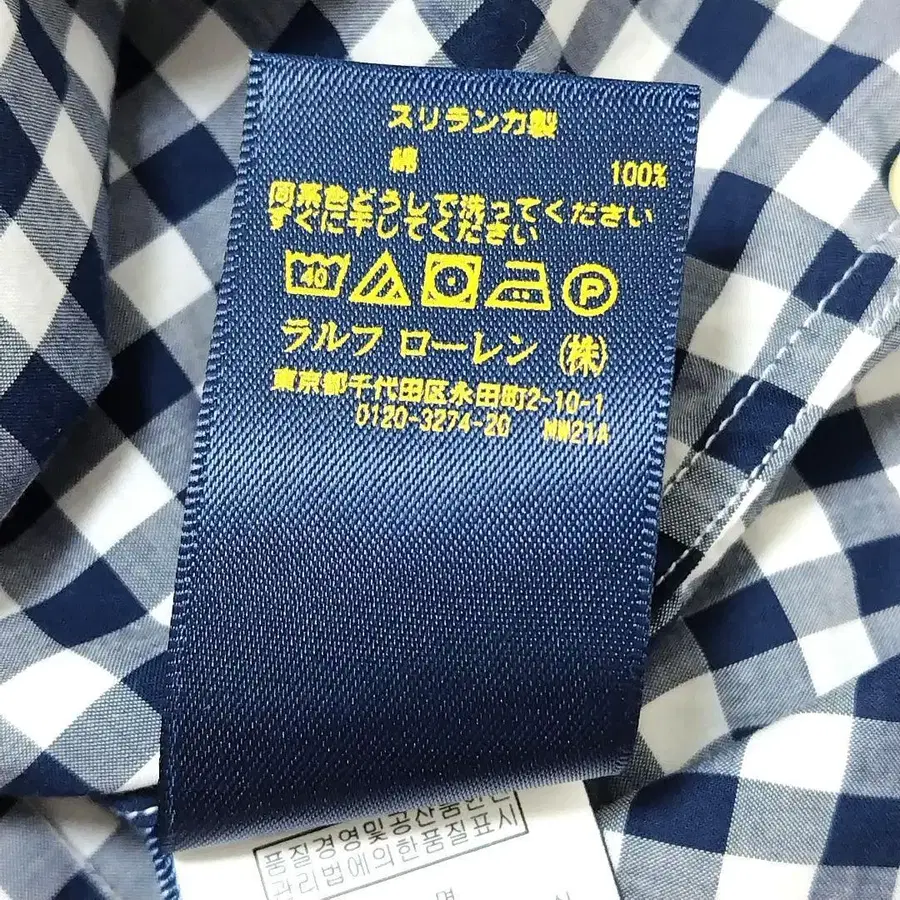 スリランカ製
綿 100%
同系色どうしで洗ってください
すぐに干してください
40
P
ラルフ ローレン (株)
東京都千代田区永田町2-10-1
0120-3274-20 MW21A
품질경영및공산품안전
관리법에의한품질표시
명